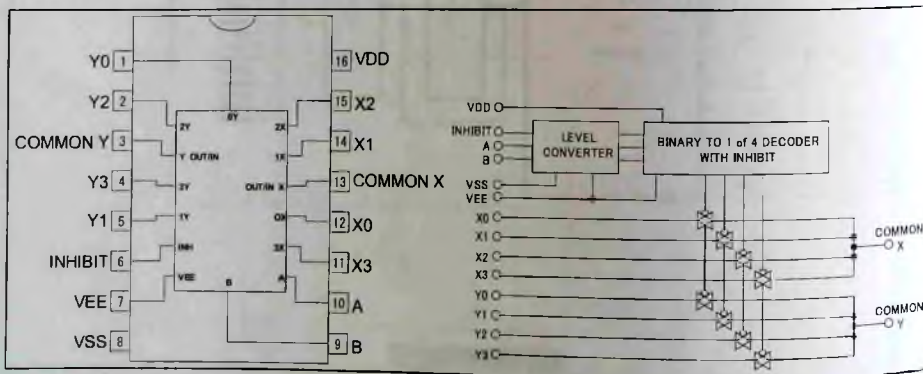 Y0 1
Y2 2
COMMON Y 3
Y3 4
Y1 5
INHIBIT 6
VEE 7
VSS 8
16 VDD
15 X2
14 X1
13 COMMON X
12 X0
11 X3
10 A
9 B
2Y
Y OUT/IN
1Y
INH
VEE
B
2X
1X
OUT/IN X
3X
A
VDD
INHIBIT
A
B
VSS
VEE
LEVEL
CONVERTER
BINARY TO 1 of 4 DECODER
WITH INHIBIT
X0
X1
X2
X3
COMMON
X
Y0
Y1
Y2
Y3
COMMON
Y